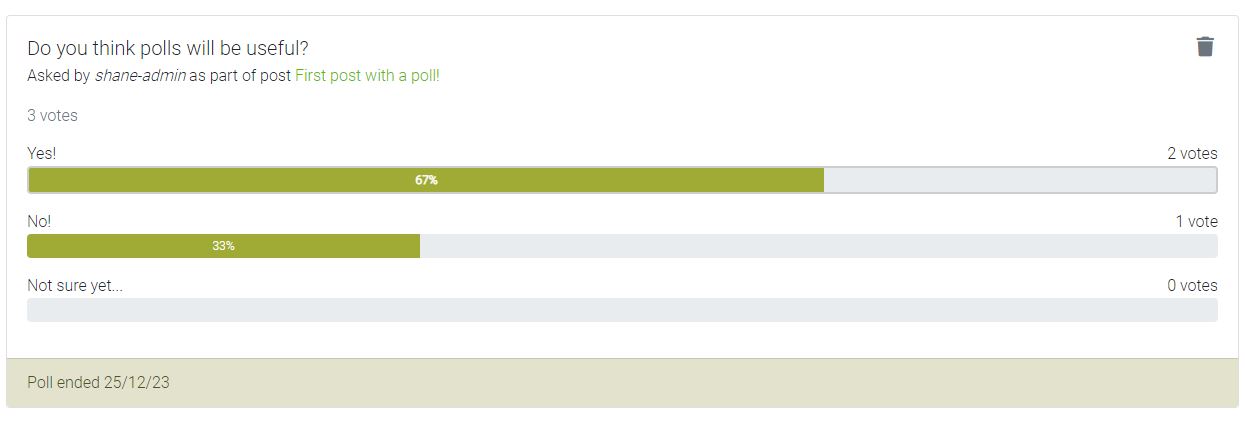 Do you think polls will be useful?
Asked by shane-admin as part of post First post with a poll!
3 votes
Yes! 2 votes
67%
No! 1 vote
33%
Not sure yet... 0 votes
Poll ended 25/12/23